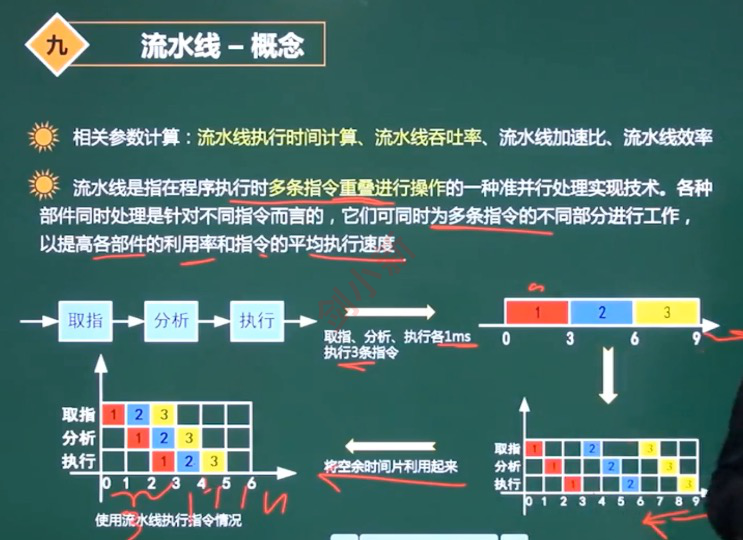 九
流水线 – 概念
相关参数计算：流水线执行时间计算、流水线吞吐率、流水线加速比、流水线效率
流水线是指在程序执行时多条指令重叠进行操作的一种准并行处理实现技术。各种
部件同时处理是针对不同指令而言的，它们可同时为多条指令的不同部分进行工作，
以提高各部件的利用率和指令的平均执行速度
取指 分析 执行
取指、分析、执行各1ms
执行3条指令
1 2 3
0 3 6 9
取指 1 2 3
分析 1 2 3
执行 1 2 3
0 1 2 3 4 5 6
使用流水线执行指令情况
将空余时间片利用起来
取指 1 2 3
分析 1 2 3
执行 1 2 3
0 1 2 3 4 5 6 7 8 9